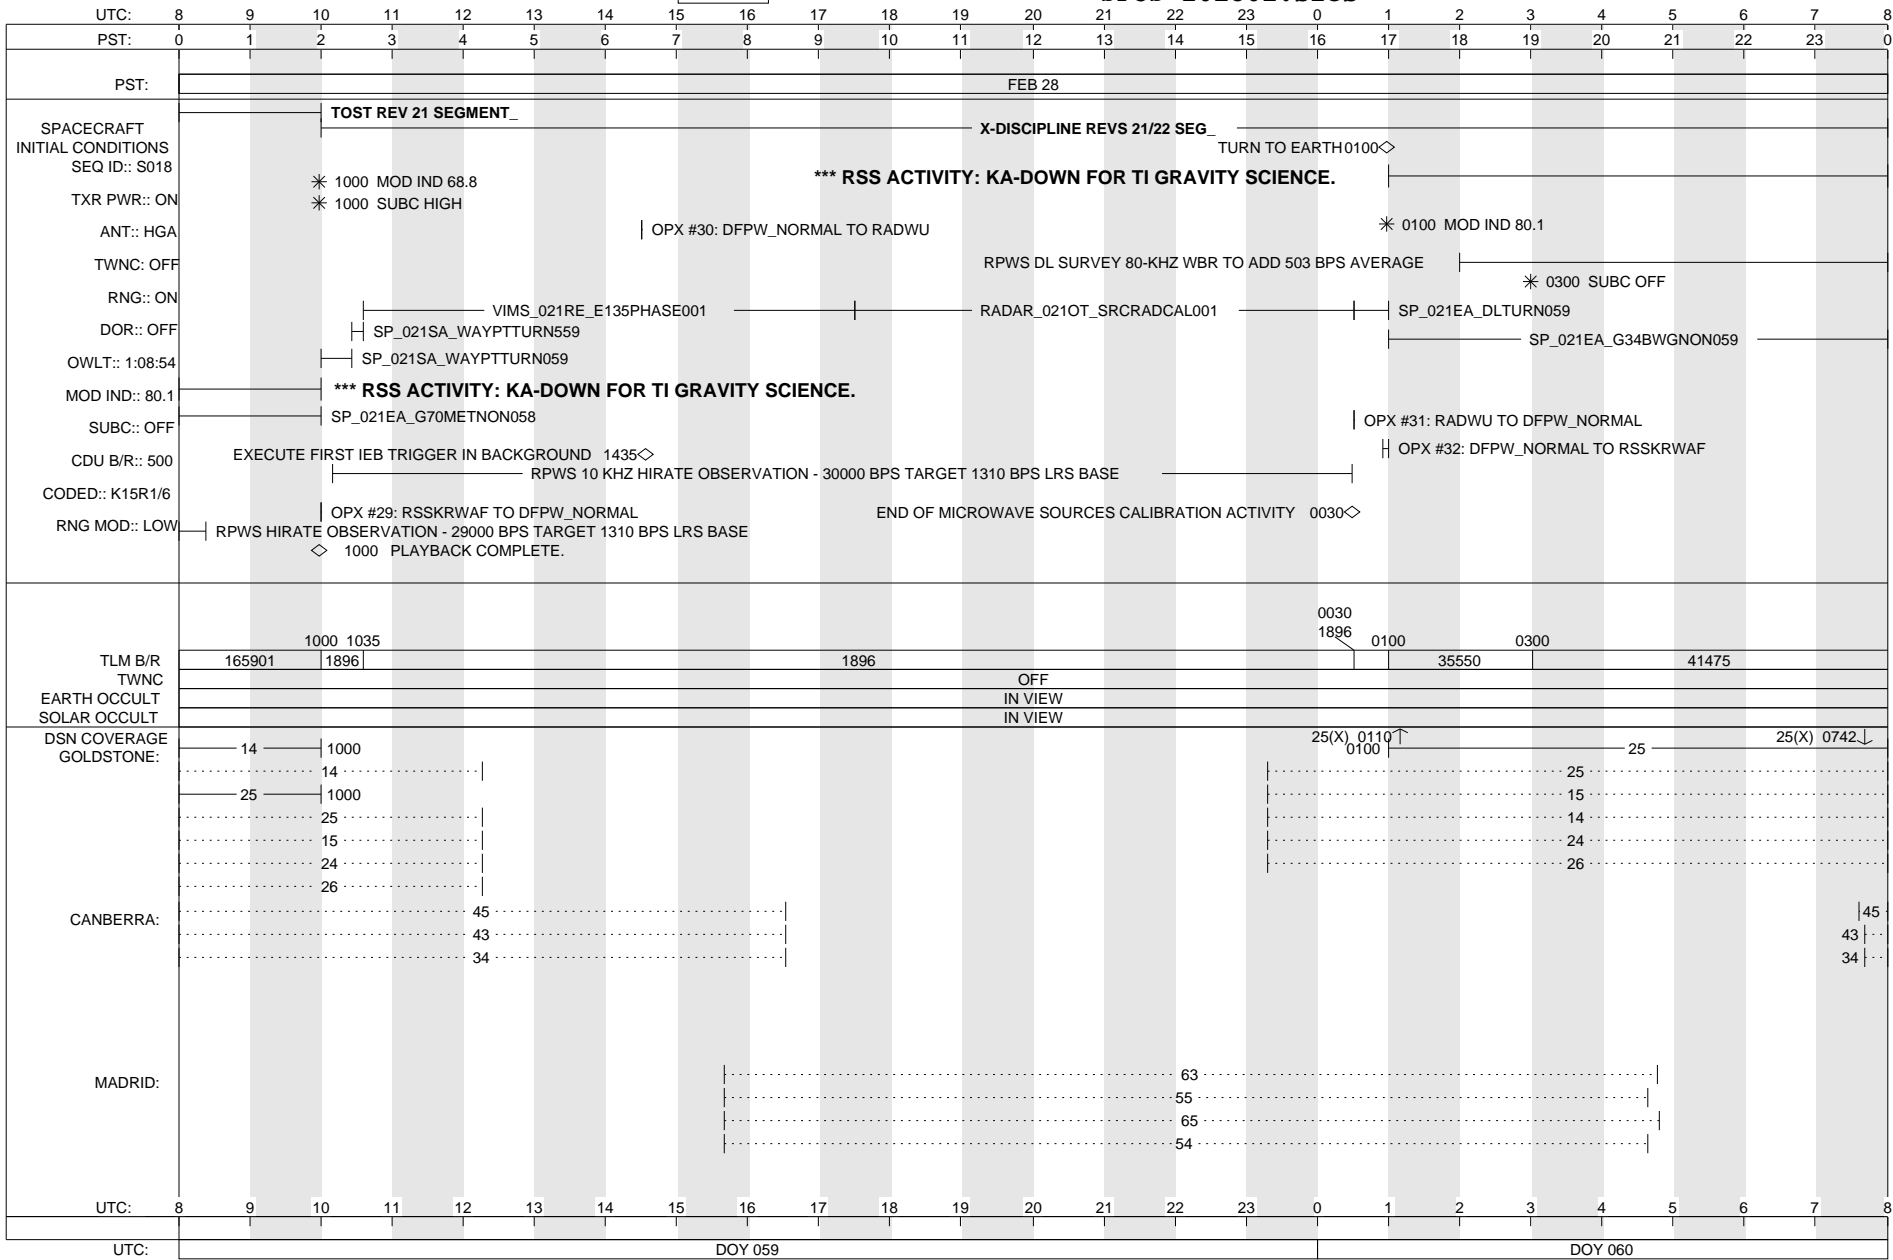 UTC: 8 9 10 11 12 13 14 15 16 17 18 19 20 21 22 23 0 1 2 3 4 5 6 7 8
PST: 0 1 2 3 4 5 6 7 8 9 10 11 12 13 14 15 16 17 18 19 20 21 22 23 0
PST: FEB 28
TOST REV 21 SEGMENT_
SPACECRAFT X-DISCIPLINE REVS 21/22 SEG_
INITIAL CONDITIONS TURN TO EARTH 0100
SEQ ID:: S018
*** RSS ACTIVITY: KA-DOWN FOR TI GRAVITY SCIENCE.
1000 MOD IND 68.8
TXR PWR:: ON
1000 SUBC HIGH
0100 MOD IND 80.1
ANT:: HGA OPX #30: DFPW_NORMAL TO RADWU
TWNC: OFF RPWS DL SURVEY 80-KHZ WBR TO ADD 503 BPS AVERAGE
0300 SUBC OFF
RNG:: ON
VIMS_021RE_E135PHASE001 RADAR_021OT_SRCRADCAL001 SP_021EA_DLTURN059
DOR:: OFF SP_021SA_WAYPTTURN559
SP_021EA_G34BWGNON059
OWLT:: 1:08:54 SP_021SA_WAYPTTURN059
MOD IND:: 80.1 *** RSS ACTIVITY: KA-DOWN FOR TI GRAVITY SCIENCE.
SP_021EA_G70METNON058 OPX #31: RADWU TO DFPW_NORMAL
SUBC:: OFF
OPX #32: DFPW_NORMAL TO RSSKRWAF
EXECUTE FIRST IEB TRIGGER IN BACKGROUND 1435
CDU B/R:: 500
RPWS 10 KHZ HIRATE OBSERVATION - 30000 BPS TARGET 1310 BPS LRS BASE
CODED:: K15R1/6
OPX #29: RSSKRWAF TO DFPW_NORMAL END OF MICROWAVE SOURCES CALIBRATION ACTIVITY 0030
RNG MOD:: LOW RPWS HIRATE OBSERVATION - 29000 BPS TARGET 1310 BPS LRS BASE
1000 PLAYBACK COMPLETE.
0030
1896
1000 1035 0100 0300
TLM B/R 165901 1896 1896 35550 41475
TWNC OFF
EARTH OCCULT IN VIEW
SOLAR OCCULT IN VIEW
DSN COVERAGE 25(X) 0110 25(X) 0742
GOLDSTONE: 14 1000 0100 25
14 25
25 1000 15
25 14
15 24
24 26
26
CANBERRA: 45 45
43 43
34 34
MADRID: 63
55
65
54
UTC: 8 9 10 11 12 13 14 15 16 17 18 19 20 21 22 23 0 1 2 3 4 5 6 7 8
UTC: DOY 059 DOY 060